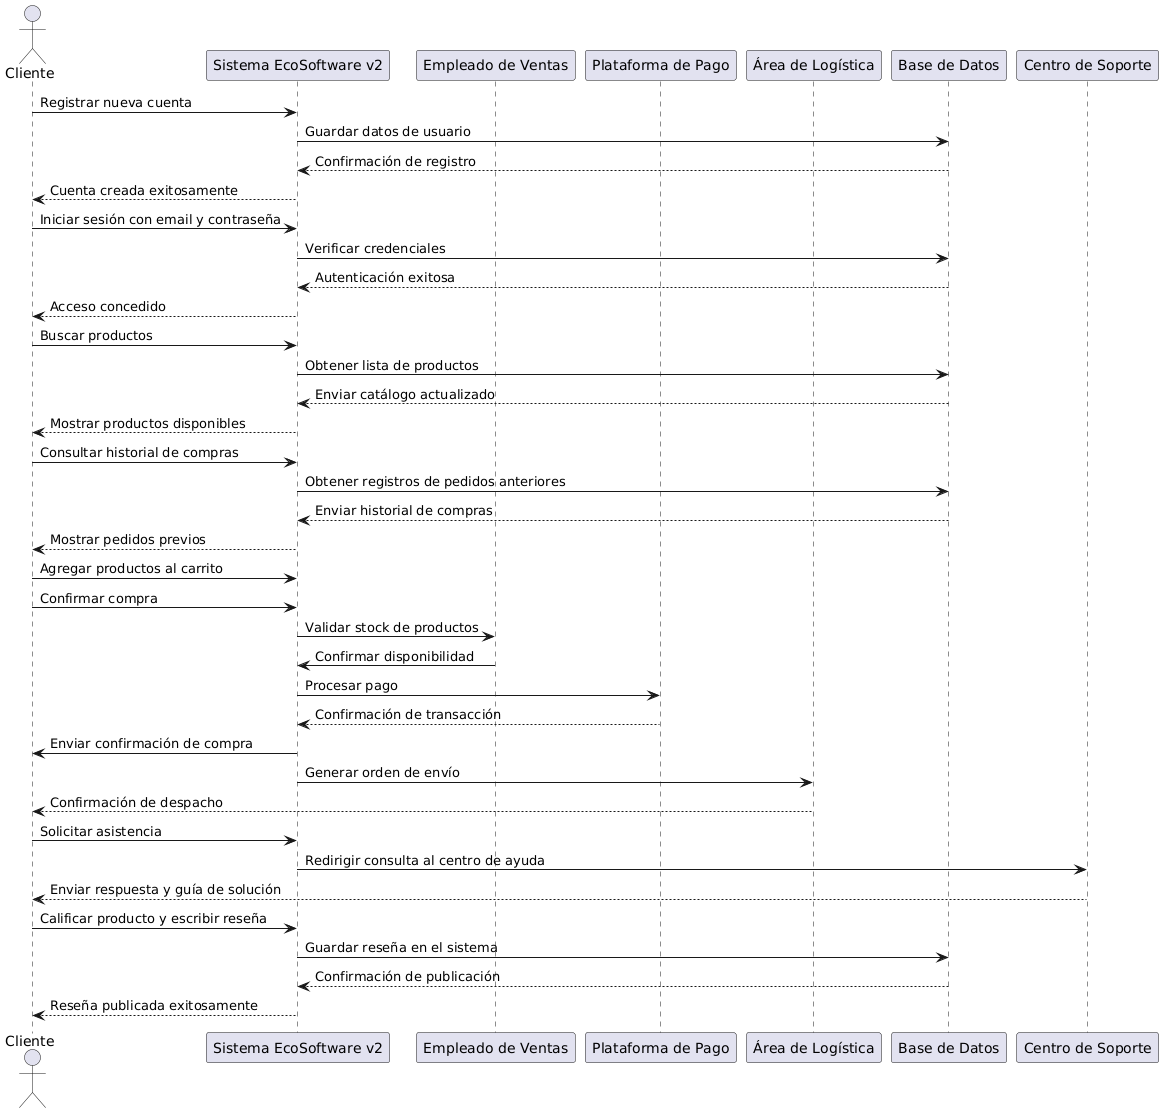 Cliente
Sistema EcoSoftware v2
Empleado de Ventas
Plataforma de Pago
Área de Logística
Base de Datos
Centro de Soporte
Registrar nueva cuenta
Guardar datos de usuario
Confirmación de registro
Cuenta creada exitosamente
Iniciar sesión con email y contraseña
Verificar credenciales
Autenticación exitosa
Acceso concedido
Buscar productos
Obtener lista de productos
Enviar catálogo actualizado
Mostrar productos disponibles
Consultar historial de compras
Obtener registros de pedidos anteriores
Enviar historial de compras
Mostrar pedidos previos
Agregar productos al carrito
Confirmar compra
Validar stock de productos
Confirmar disponibilidad
Procesar pago
Confirmación de transacción
Enviar confirmación de compra
Generar orden de envío
Confirmación de despacho
Solicitar asistencia
Redirigir consulta al centro de ayuda
Enviar respuesta y guía de solución
Calificar producto y escribir reseña
Guardar reseña en el sistema
Confirmación de publicación
Reseña publicada exitosamente
Cliente
Sistema EcoSoftware v2
Empleado de Ventas
Plataforma de Pago
Área de Logística
Base de Datos
Centro de Soporte